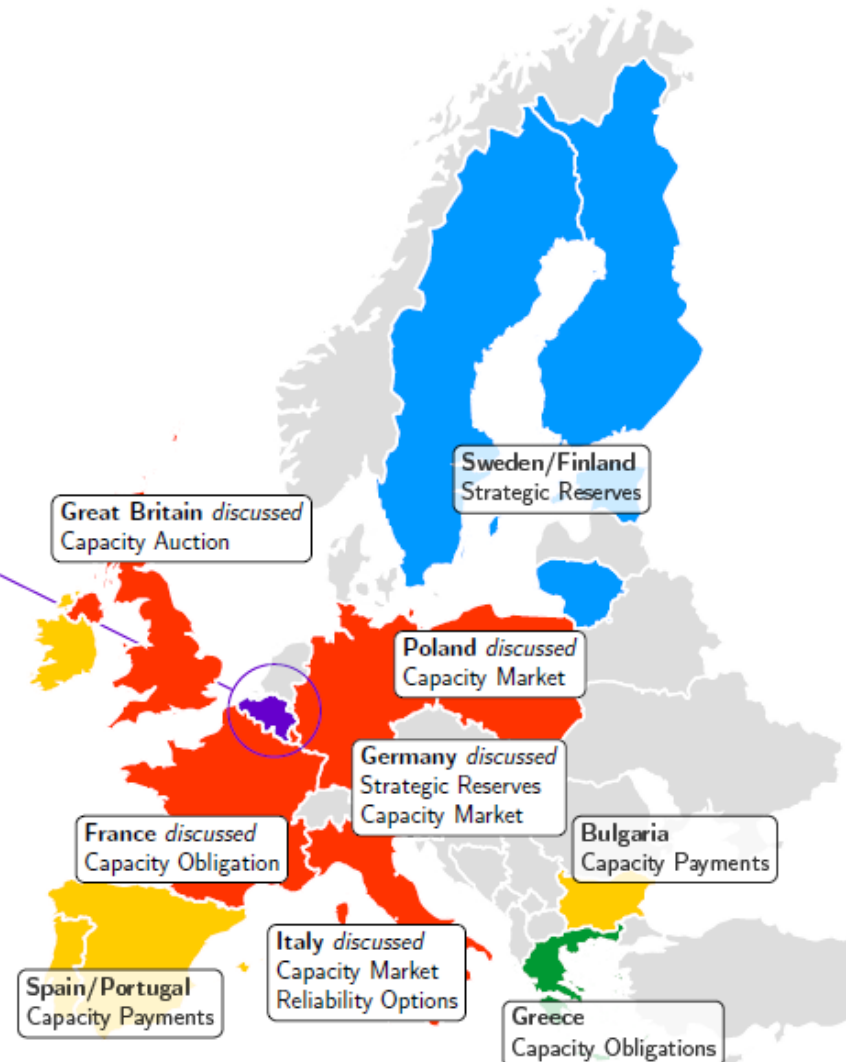 Sweden/Finland
Strategic Reserves
Great Britain discussed
Capacity Auction
Poland discussed
Capacity Market
Germany discussed
Strategic Reserves
Capacity Market
France discussed
Capacity Obligation
Bulgaria
Capacity Payments
Italy discussed
Capacity Market
Reliability Options
Spain/Portugal
Capacity Payments
Greece
Capacity Obligations